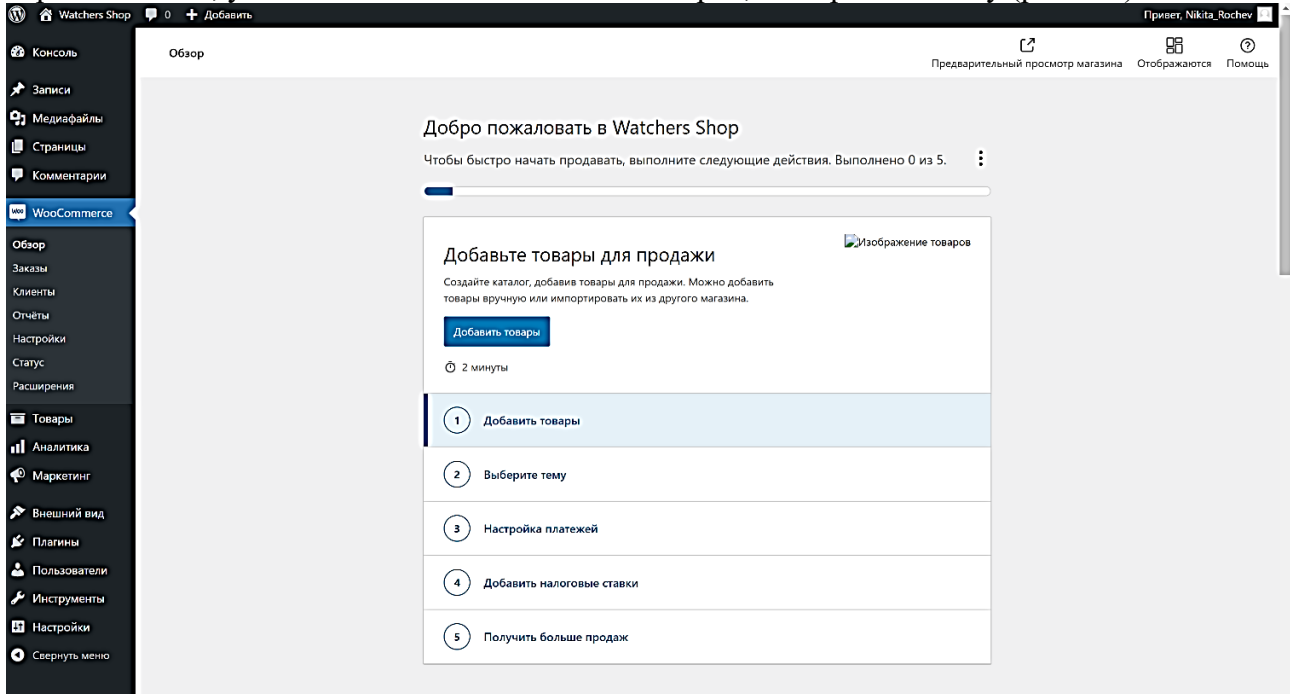 Watchers Shop 0 Добавить Привет, Nikita_Rochev
Консоль
Записи
Медиафайлы
Страницы
Комментарии
WooCommerce
Обзор
Заказы
Клиенты
Отчёты
Настройки
Статус
Расширения
Товары
Аналитика
Маркетинг
Внешний вид
Плагины
Пользователи
Инструменты
Настройки
Свернуть меню
Обзор
Предварительный просмотр магазина Отображаются Помощь
Добро пожаловать в Watchers Shop
Чтобы быстро начать продавать, выполните следующие действия. Выполнено 0 из 5.
Добавьте товары для продажи
Изображение товаров
Создайте каталог, добавив товары для продажи. Можно добавить
товары вручную или импортировать их из другого магазина.
Добавить товары
2 минуты
1 Добавить товары
2 Выберите тему
3 Настройка платежей
4 Добавить налоговые ставки
5 Получить больше продаж